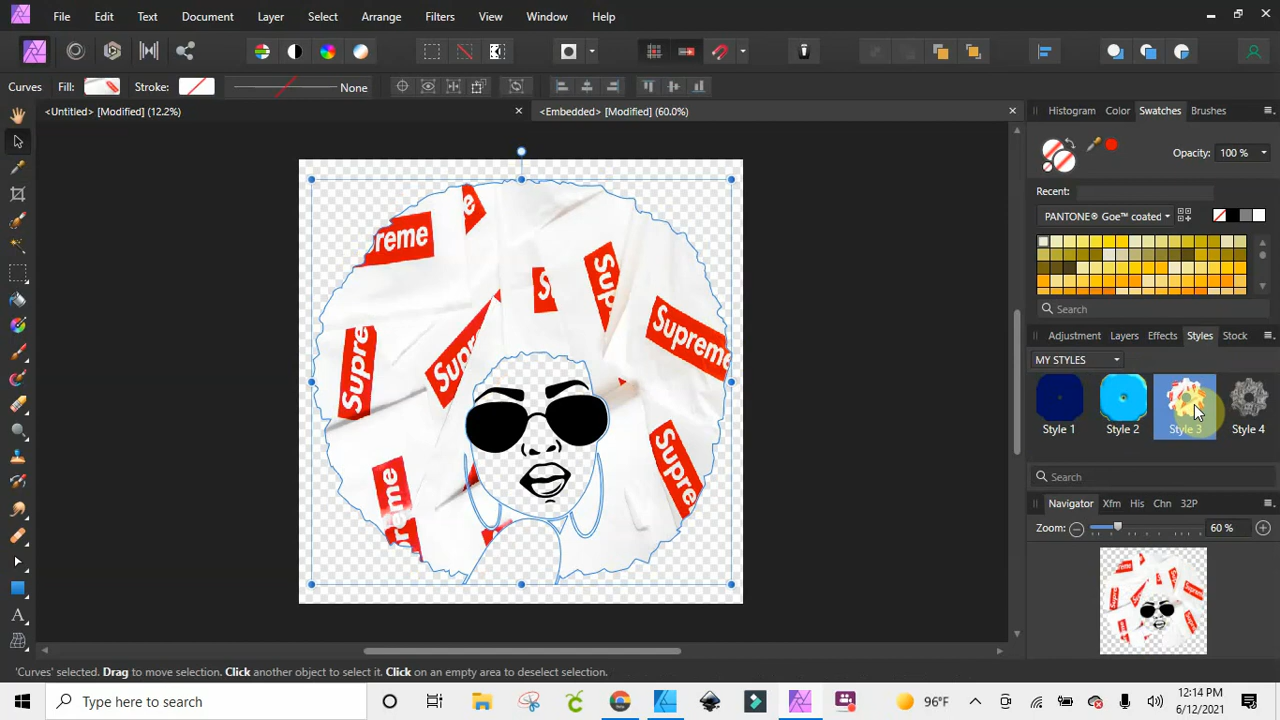 File Edit Text Document Layer Select Arrange Filters View Window Help
Curves Fill: Stroke: None
<Untitled> [Modified] (12.2%) <Embedded> [Modified] (60.0%)
Histogram Color Swatches Brushes
Opacity: 100 %
Recent:
PANTONE® Goe™ coated
Search
Adjustment Layers Effects Styles Stock
MY STYLES
Style 1 Style 2 Style 3 Style 4
Search
Navigator Xfm His Chn 32P
Zoom: 60 %
e
reme
S
Sup
Supreme
Supre
Sup
Supre
reme
'Curves' selected. Drag to move selection. Click another object to select it. Click on an empty area to deselect selection.
Type here to search
96°F
12:14 PM
6/12/2021